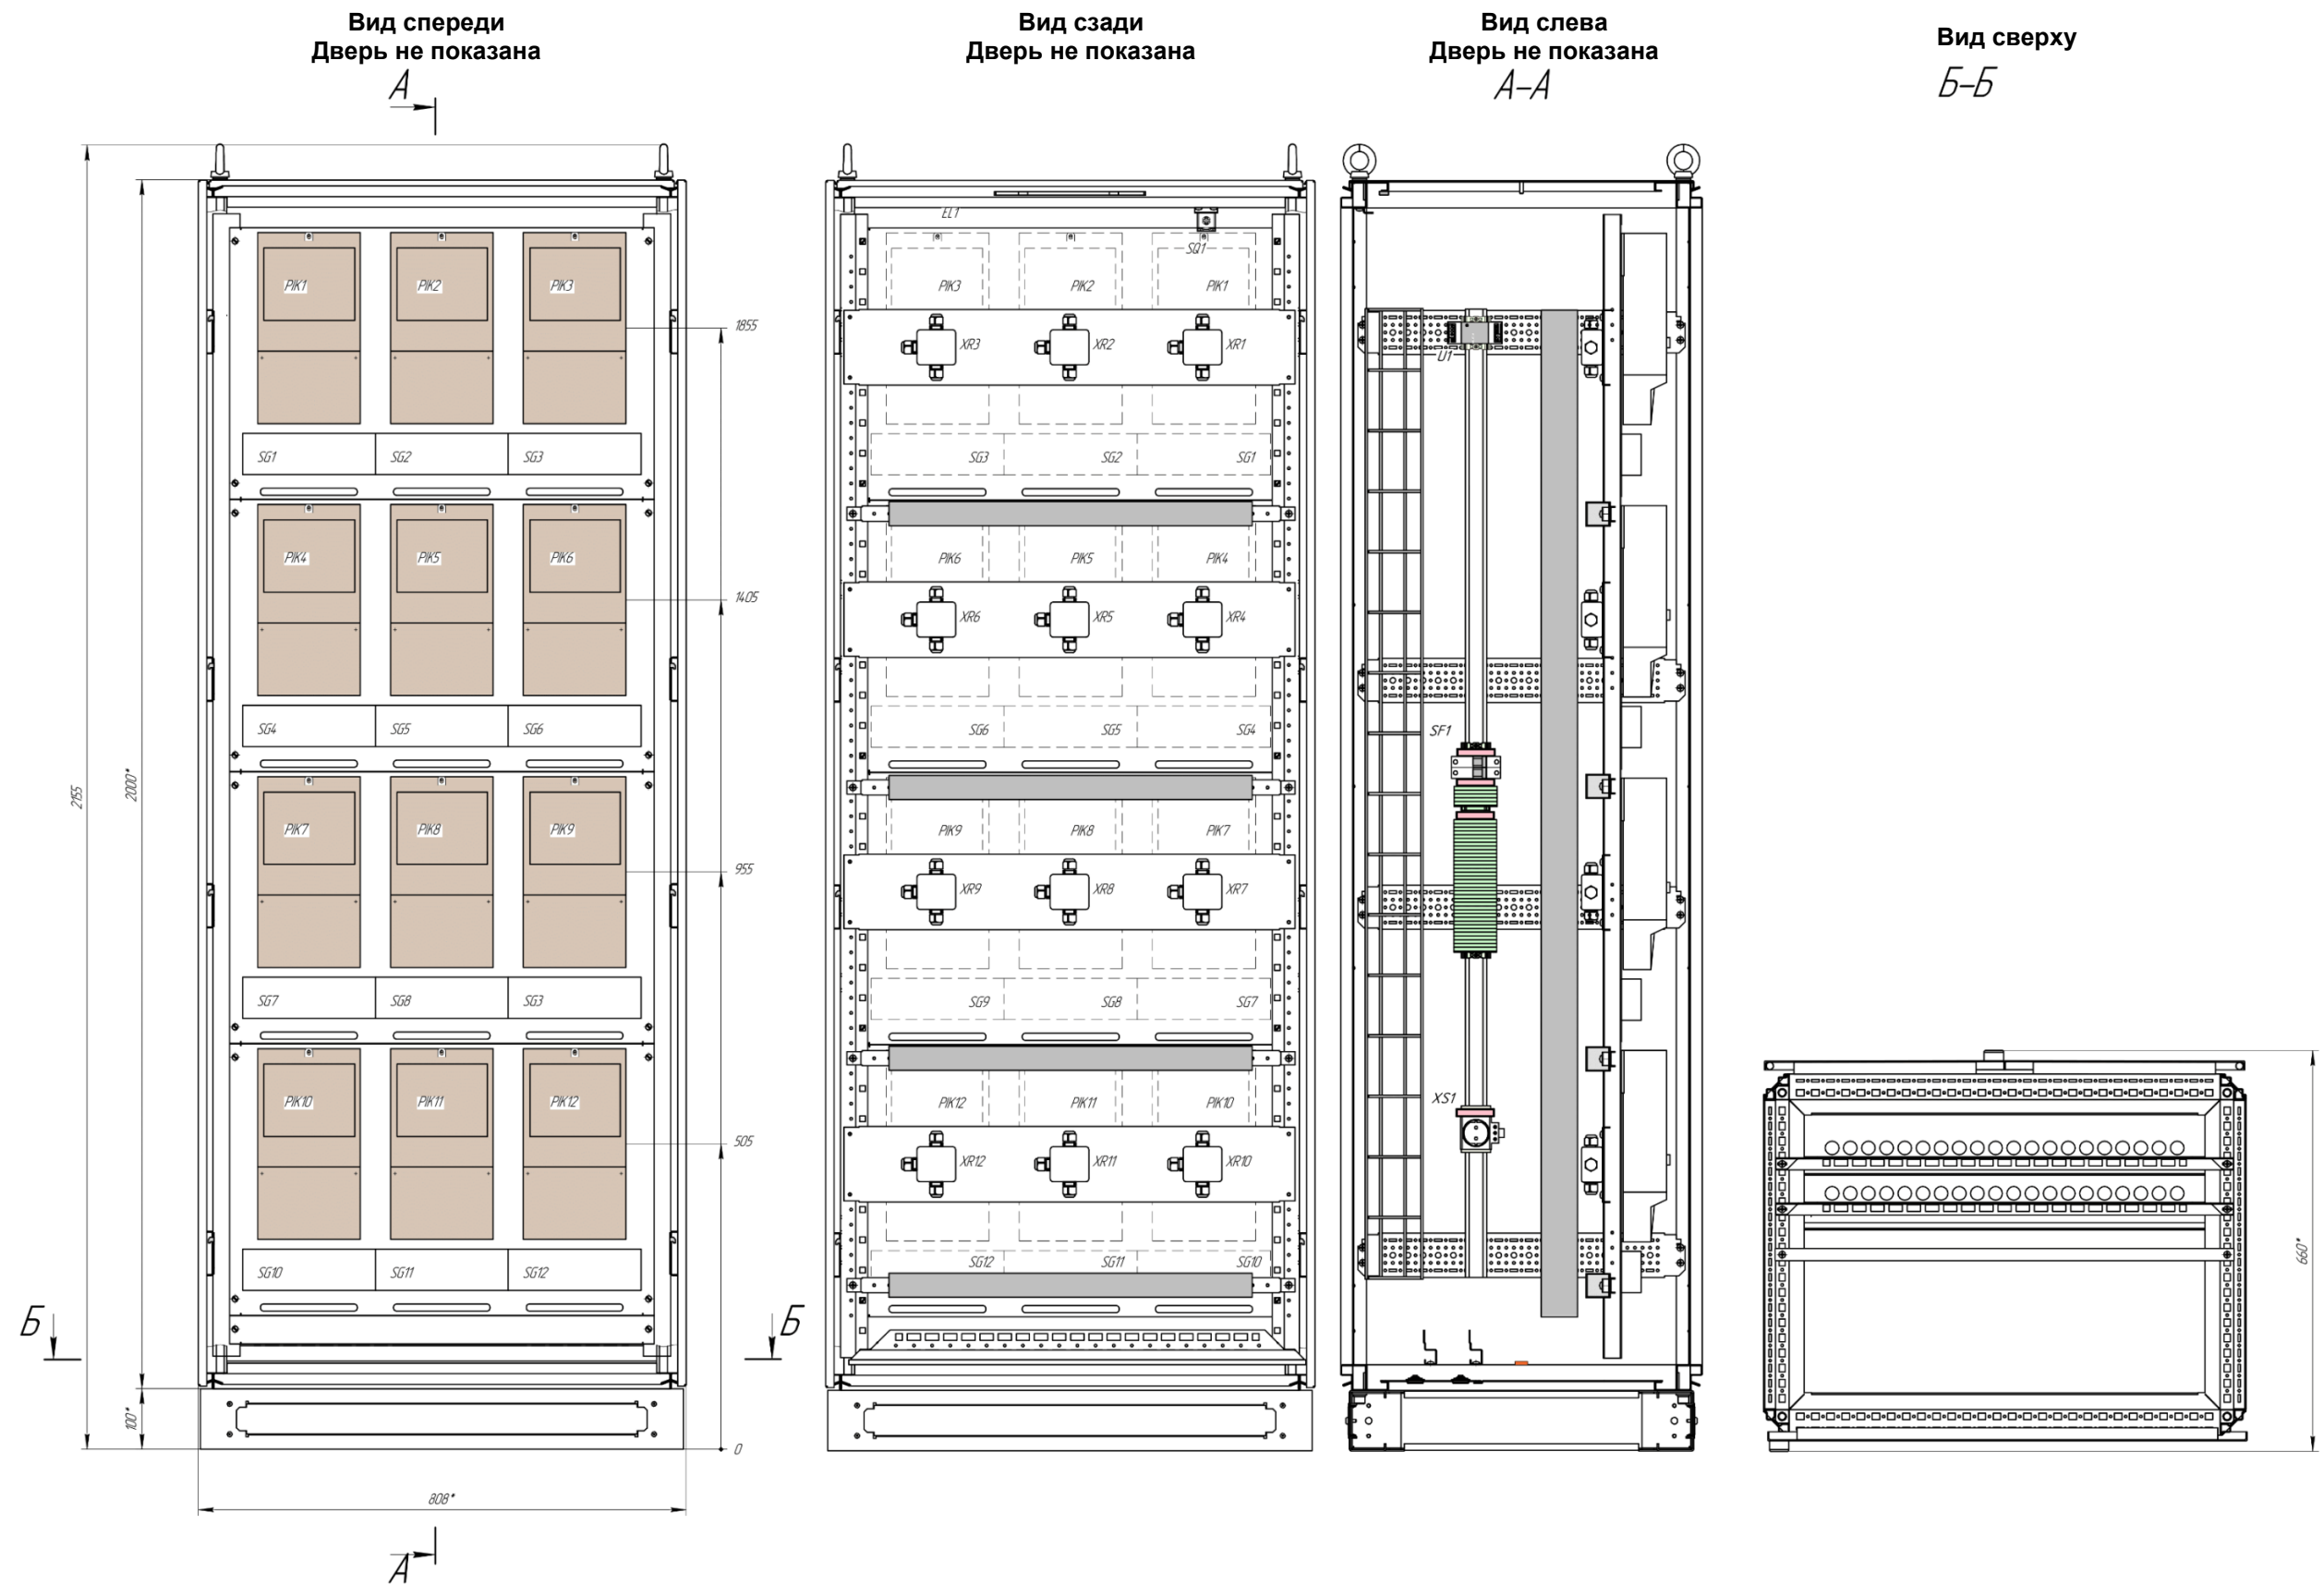 Вид спереди
Дверь не показана
Вид сзади
Дверь не показана
Вид слева
Дверь не показана
Вид сверху
А
А–А
Б–Б
PIK1 PIK2 PIK3
1855
SG1 SG2 SG3
PIK4 PIK5 PIK6
1405
SG4 SG5 SG6
2155
2000*
PIK7 PIK8 PIK9
955
SG7 SG8 SG3
PIK10 PIK11 PIK12
505
SG10 SG11 SG12
Б
Б
100*
0
808*
А
EL1
SQ1
PIK3 PIK2 PIK1
XR3 XR2 XR1
SG3 SG2 SG1
PIK6 PIK5 PIK4
XR6 XR5 XR4
SG6 SG5 SG4
PIK9 PIK8 PIK7
XR9 XR8 XR7
SG9 SG8 SG7
PIK12 PIK11 PIK10
XR12 XR11 XR10
SG12 SG11 SG10
U1
SF1
XS1
660*